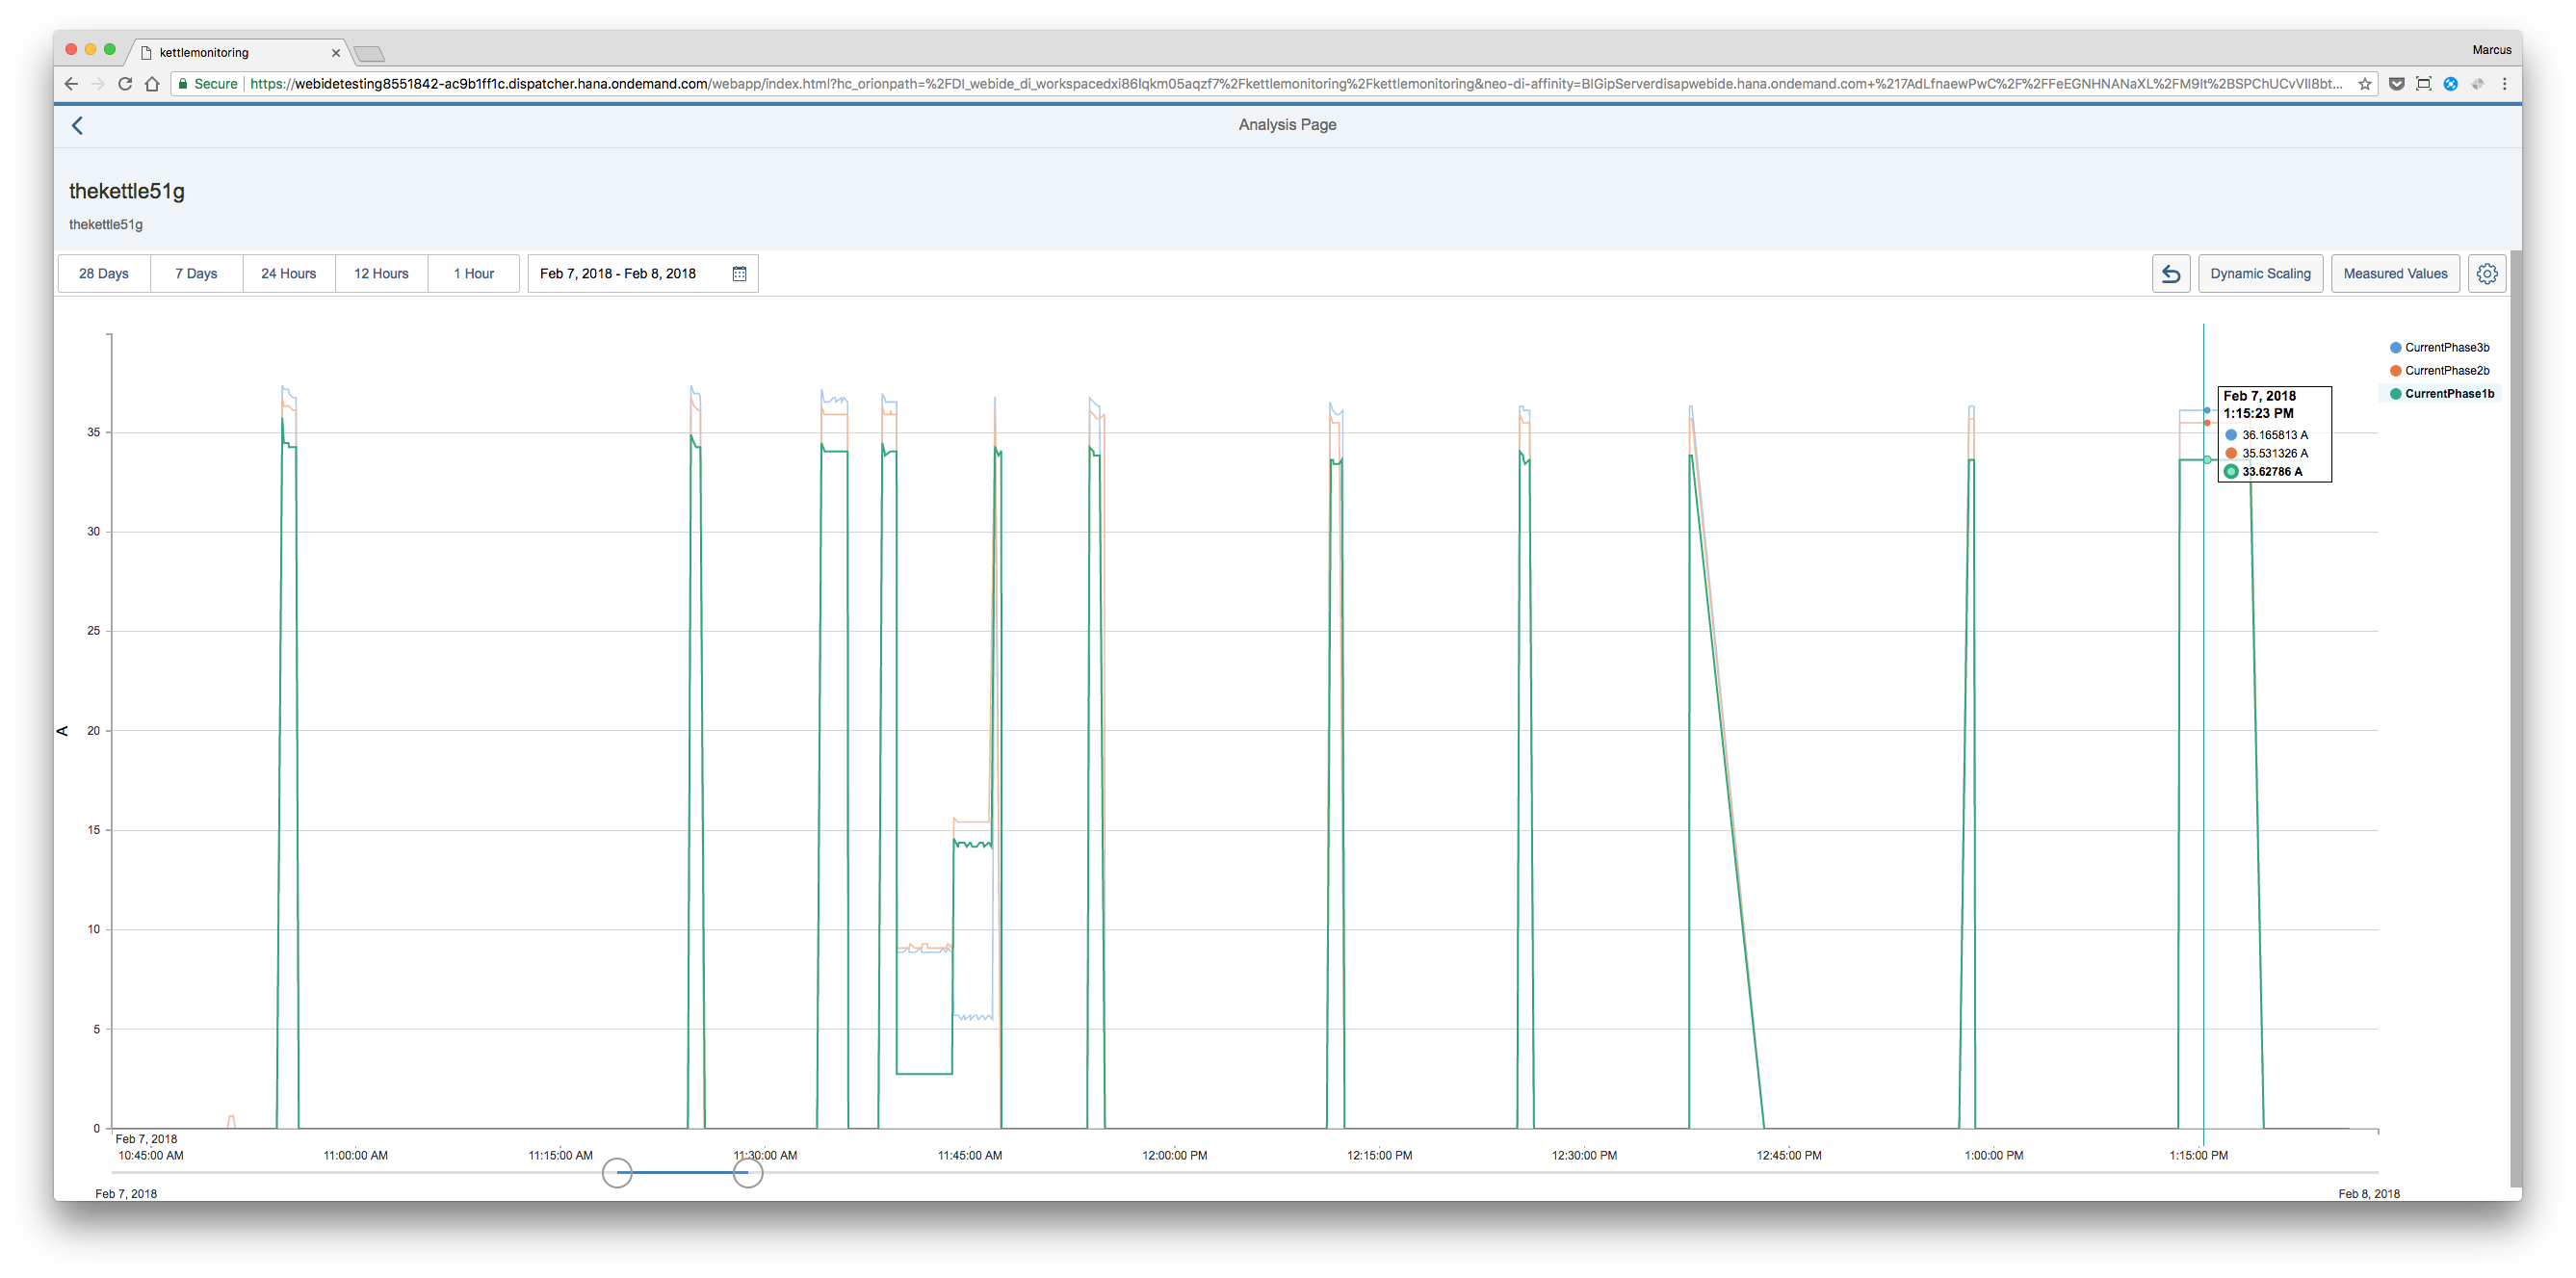 kettlemonitoring
Marcus
Secure
https://webidetesting8551842-ac9b1ff1c.dispatcher.hana.ondemand.com/webapp/index.html?hc_orionpath=%2FDI_webide_di_workspacedxi86lqkm05aqzf7%2Fkettlemonitoring%2Fkettlemonitoring&neo-di-affinity=BIGipServerdisapwebide.hana.ondemand.com+%217AdLfnaewPwC%2F%2FFeEGNHNANaXL%2FM9It%2BSPChUCvVlI8bt...
Analysis Page
thekettle51g
thekettle51g
28 Days
7 Days
24 Hours
12 Hours
1 Hour
Feb 7, 2018 - Feb 8, 2018
Dynamic Scaling
Measured Values
CurrentPhase3b
CurrentPhase2b
CurrentPhase1b
Feb 7, 2018
1:15:23 PM
36.165813 A
35.531326 A
33.62786 A
35
30
25
20
A
15
10
5
0
Feb 7, 2018
10:45:00 AM
11:00:00 AM
11:15:00 AM
11:30:00 AM
11:45:00 AM
12:00:00 PM
12:15:00 PM
12:30:00 PM
12:45:00 PM
1:00:00 PM
1:15:00 PM
Feb 7, 2018
Feb 8, 2018